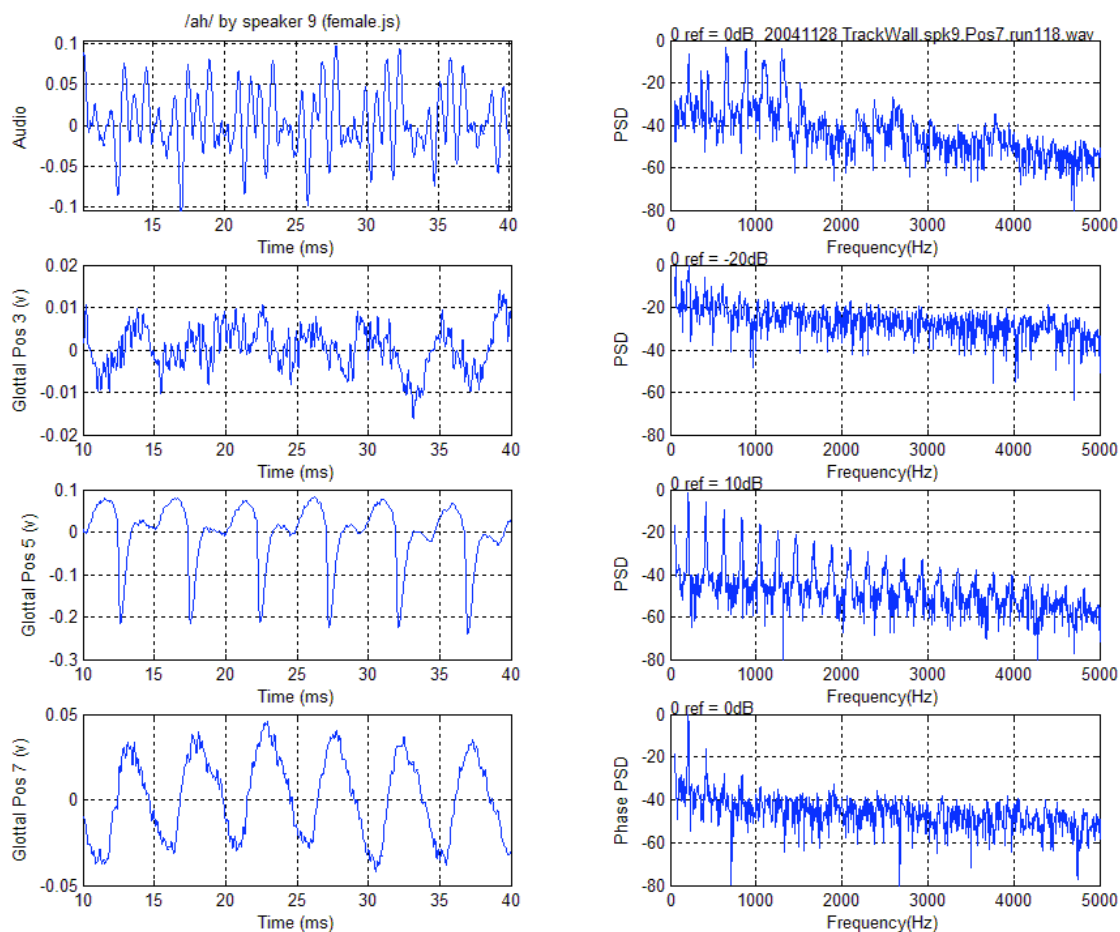 /ah/ by speaker 9 (female.js)
0.1
0.05
0
-0.05
-0.1
Audio
15 20 25 30 35 40
Time (ms)
0 ref = 0dB 20041128 TrackWall.spk9.Pos7.run118.wav
0
-20
-40
-60
-80
PSD
0 1000 2000 3000 4000 5000
Frequency(Hz)
0.02
0.01
0
-0.01
-0.02
Glottal Pos 3 (v)
10 15 20 25 30 35 40
Time (ms)
0 ref = -20dB
0
-20
-40
-60
-80
PSD
0 1000 2000 3000 4000 5000
Frequency(Hz)
0.1
0
-0.1
-0.2
-0.3
Glottal Pos 5 (v)
10 15 20 25 30 35 40
Time (ms)
0 ref = 10dB
0
-20
-40
-60
-80
PSD
0 1000 2000 3000 4000 5000
Frequency(Hz)
0.05
0
-0.05
Glottal Pos 7 (v)
10 15 20 25 30 35 40
Time (ms)
0 ref = 0dB
0
-20
-40
-60
-80
Phase PSD
0 1000 2000 3000 4000 5000
Frequency(Hz)